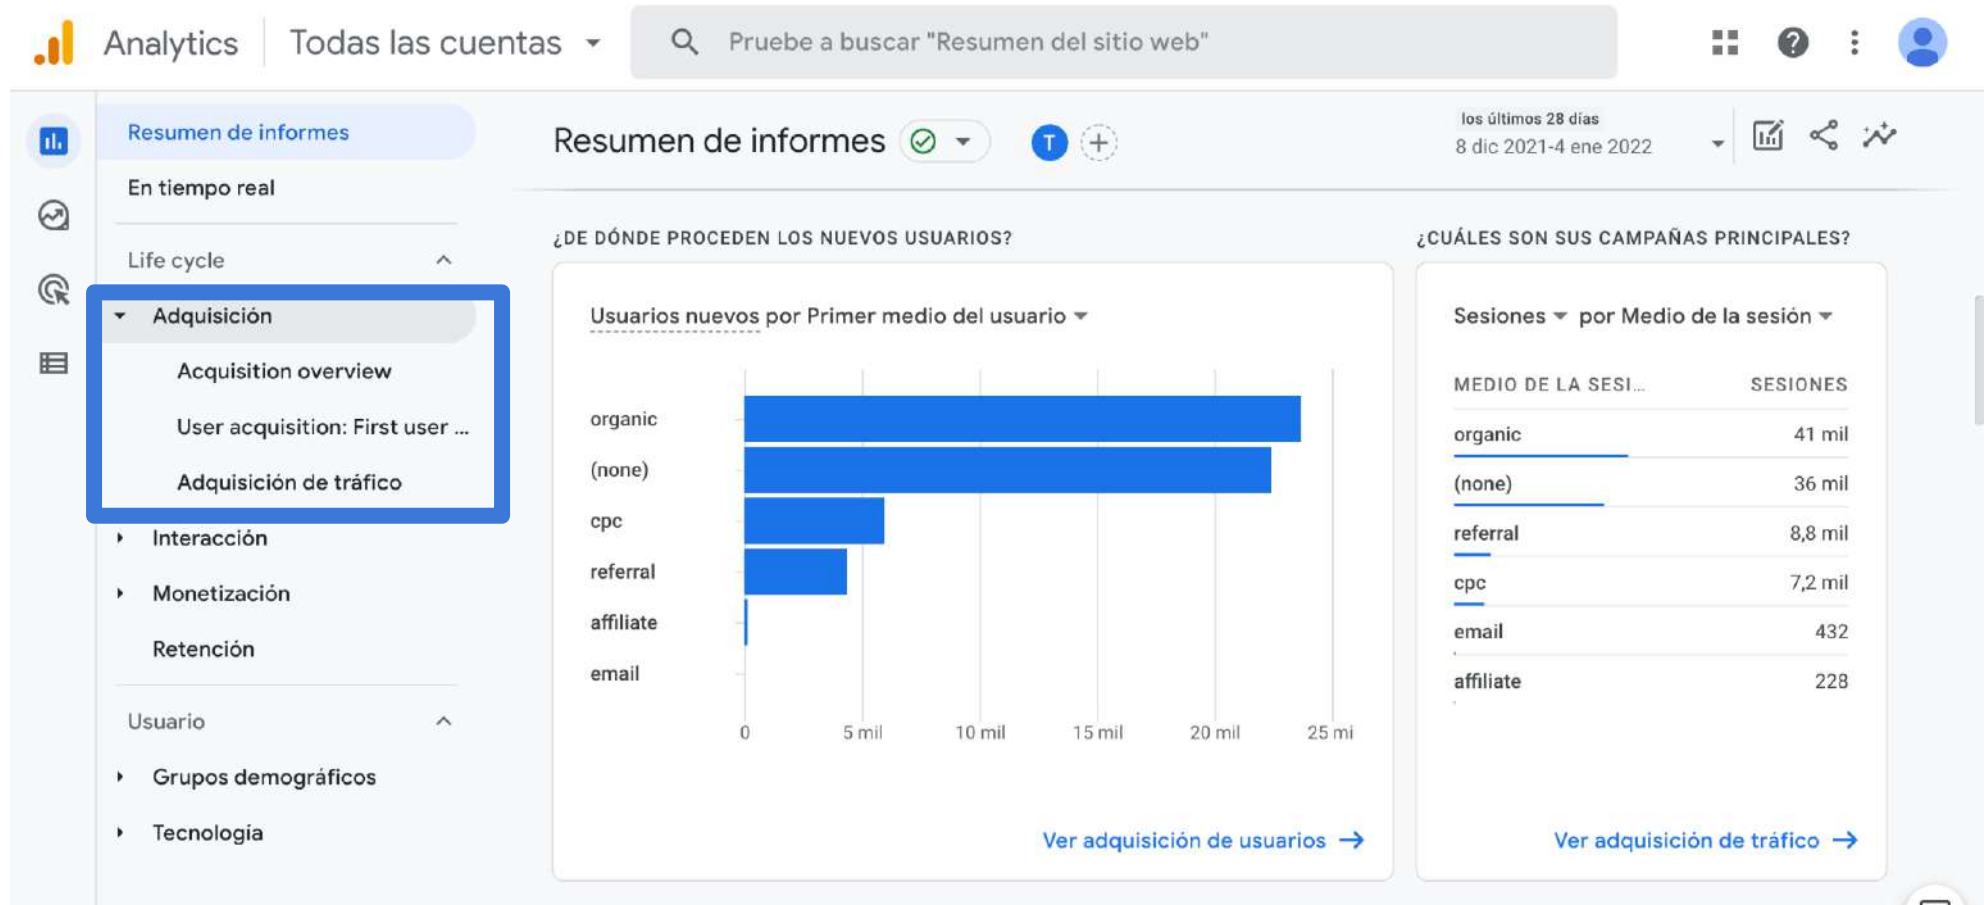 Analytics
Todas las cuentas
Pruebe a buscar "Resumen del sitio web"
Resumen de informes
En tiempo real
Life cycle
Adquisición
Acquisition overview
User acquisition: First user ...
Adquisición de tráfico
Interacción
Monetización
Retención
Usuario
Grupos demográficos
Tecnología
Resumen de informes
T
los últimos 28 días
8 dic 2021-4 ene 2022
¿DE DÓNDE PROCEDEN LOS NUEVOS USUARIOS?
Usuarios nuevos por Primer medio del usuario
organic
(none)
cpc
referral
affiliate
email
0 5 mil 10 mil 15 mil 20 mil 25 mi
Ver adquisición de usuarios
¿CUÁLES SON SUS CAMPAÑAS PRINCIPALES?
Sesiones por Medio de la sesión
MEDIO DE LA SESI... SESIONES
organic 41 mil
(none) 36 mil
referral 8,8 mil
cpc 7,2 mil
email 432
affiliate 228
Ver adquisición de tráfico